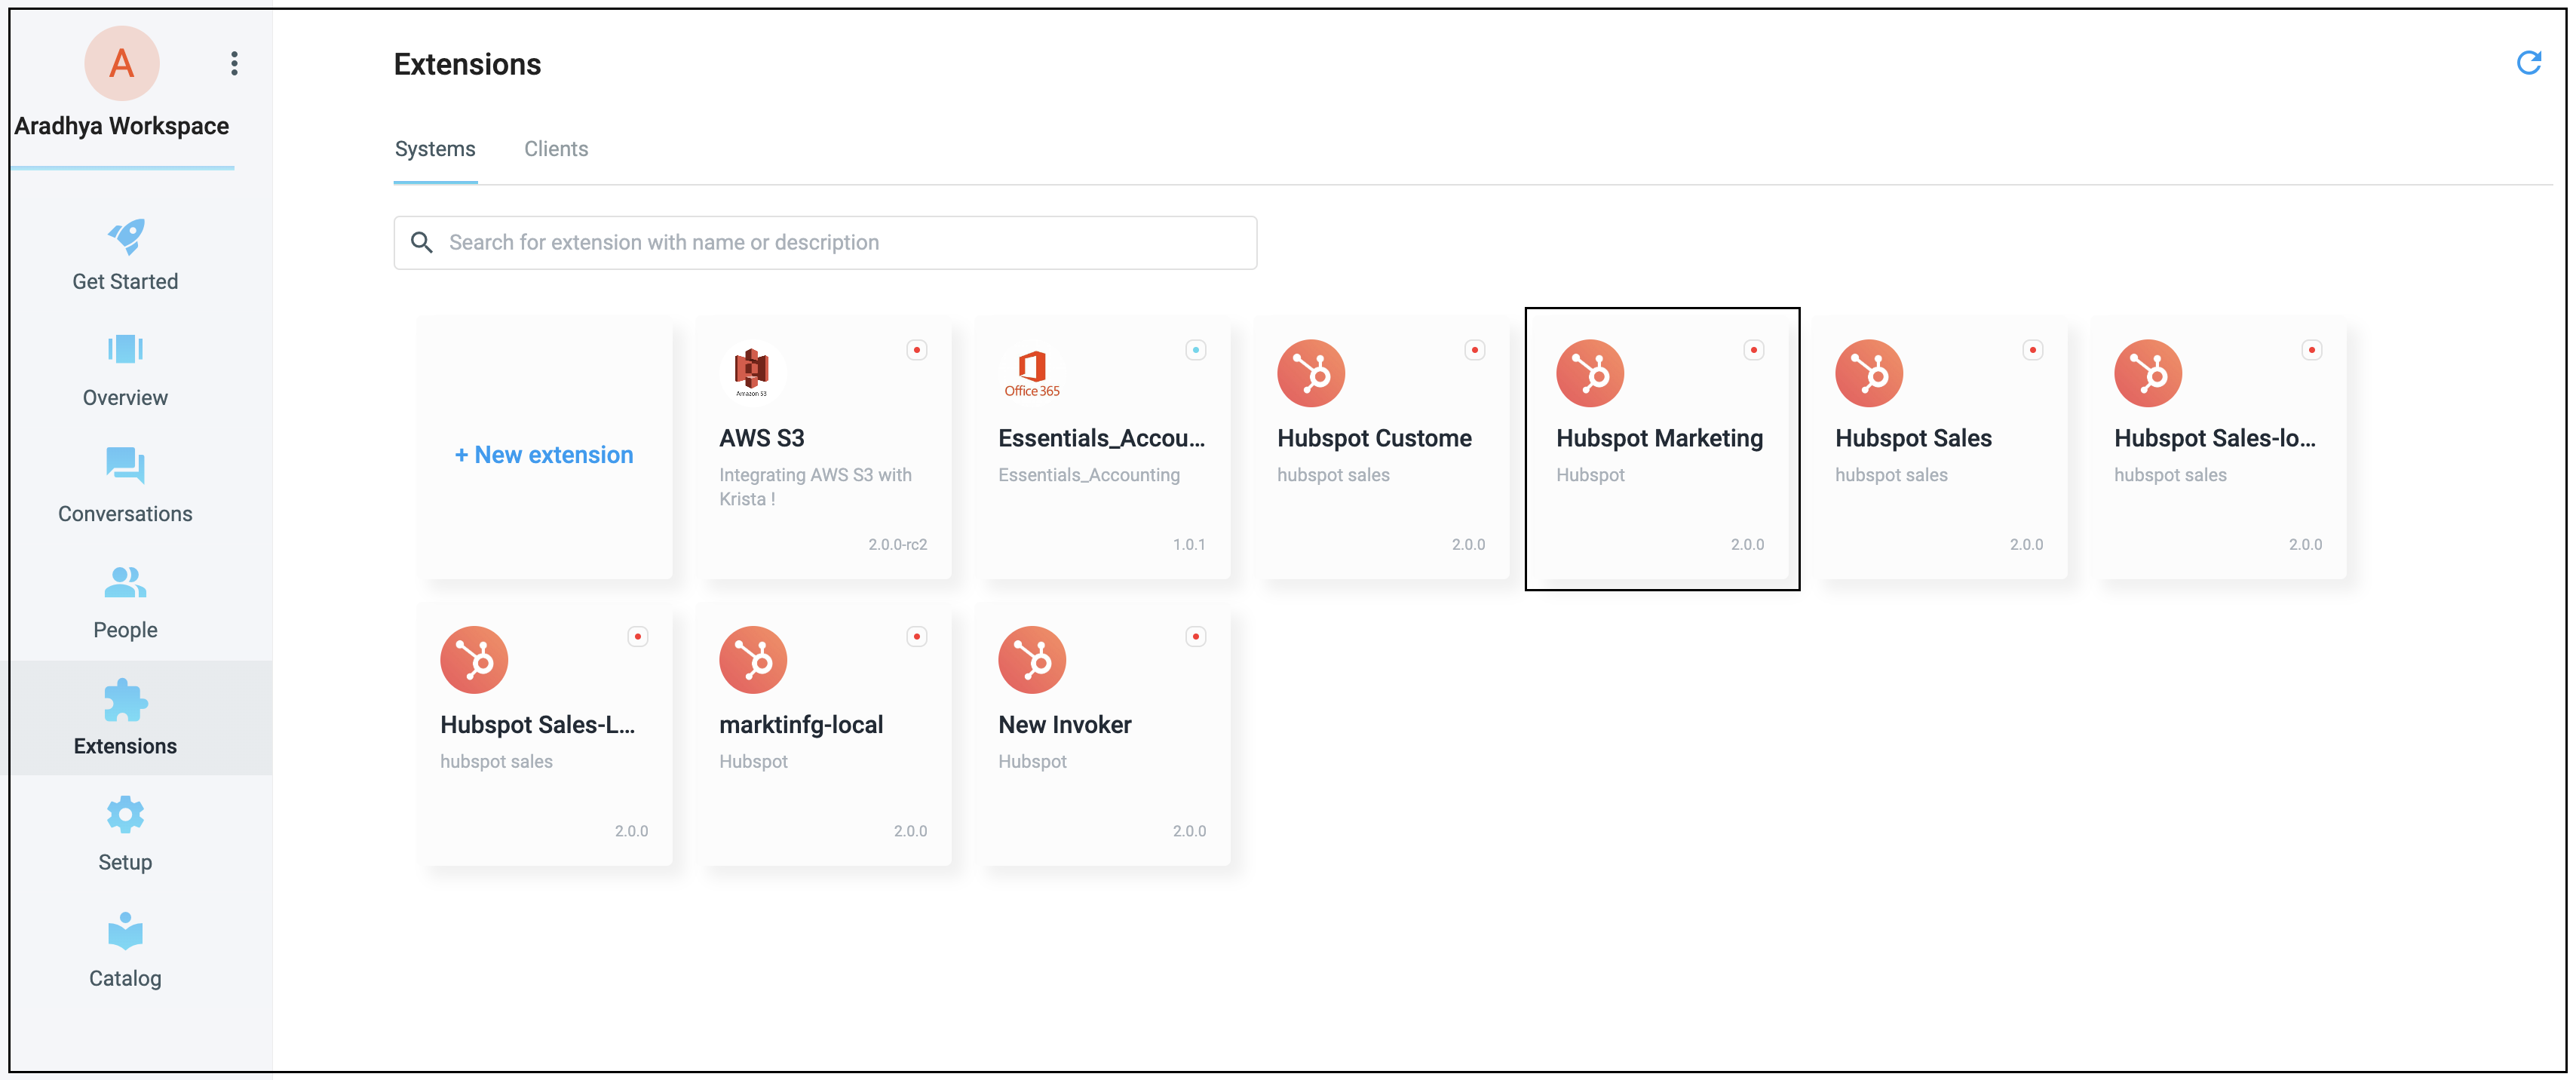 A
Aradhya Workspace
Get Started
Overview
Conversations
People
Extensions
Setup
Catalog
Extensions
Systems
Clients
Search for extension with name or description
+ New extension
Amazon S3
AWS S3
Integrating AWS S3 with
Krista !
2.0.0-rc2
Office 365
Essentials_Accou...
Essentials_Accounting
1.0.1
Hubspot Custome
hubspot sales
2.0.0
Hubspot Marketing
Hubspot
2.0.0
Hubspot Sales
hubspot sales
2.0.0
Hubspot Sales-lo...
hubspot sales
2.0.0
Hubspot Sales-L...
hubspot sales
2.0.0
marktinfg-local
Hubspot
2.0.0
New Invoker
Hubspot
2.0.0